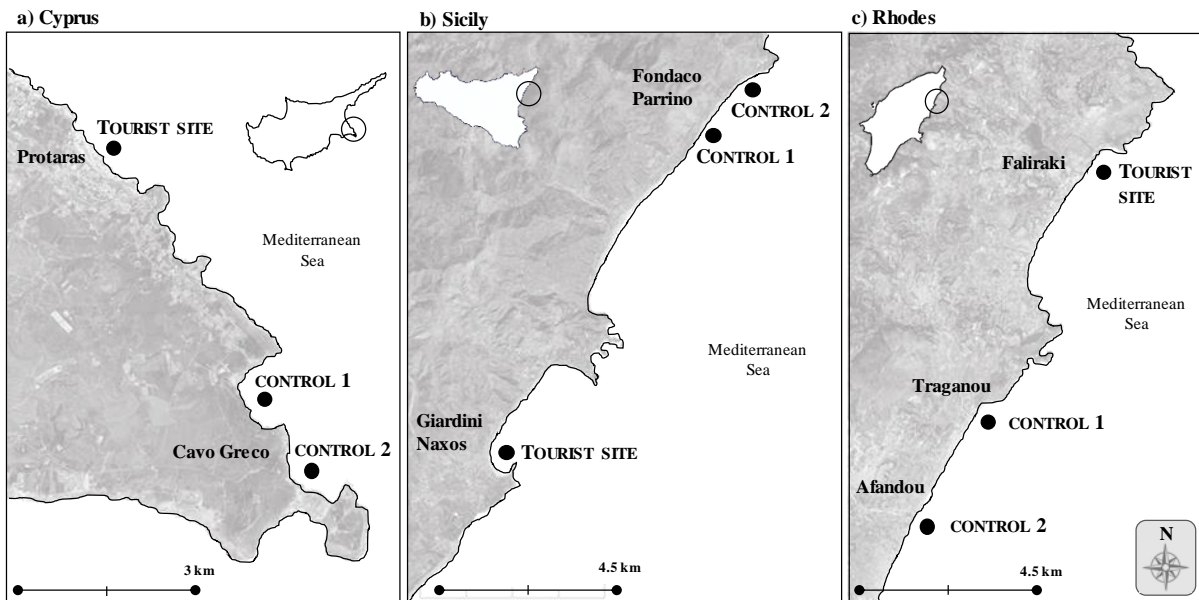 a) Cyprus
TOURIST SITE
Protaras
Mediterranean
Sea
CONTROL 1
Cavo Greco
CONTROL 2
3 km
b) Sicily
Fondaco
Parrino
CONTROL 2
CONTROL 1
Mediterranean
Sea
Giardini
Naxos
TOURIST SITE
4.5 km
c) Rhodes
Faliraki
TOURIST
SITE
Mediterranean
Sea
Traganou
CONTROL 1
Afandou
CONTROL 2
N
4.5 km